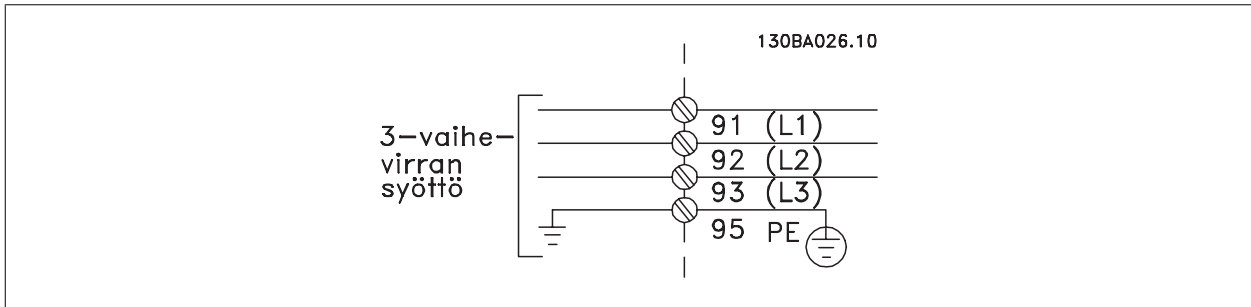 130BA026.10
3-vaihe-
virran
syöttö
91 (L1)
92 (L2)
93 (L3)
95 PE